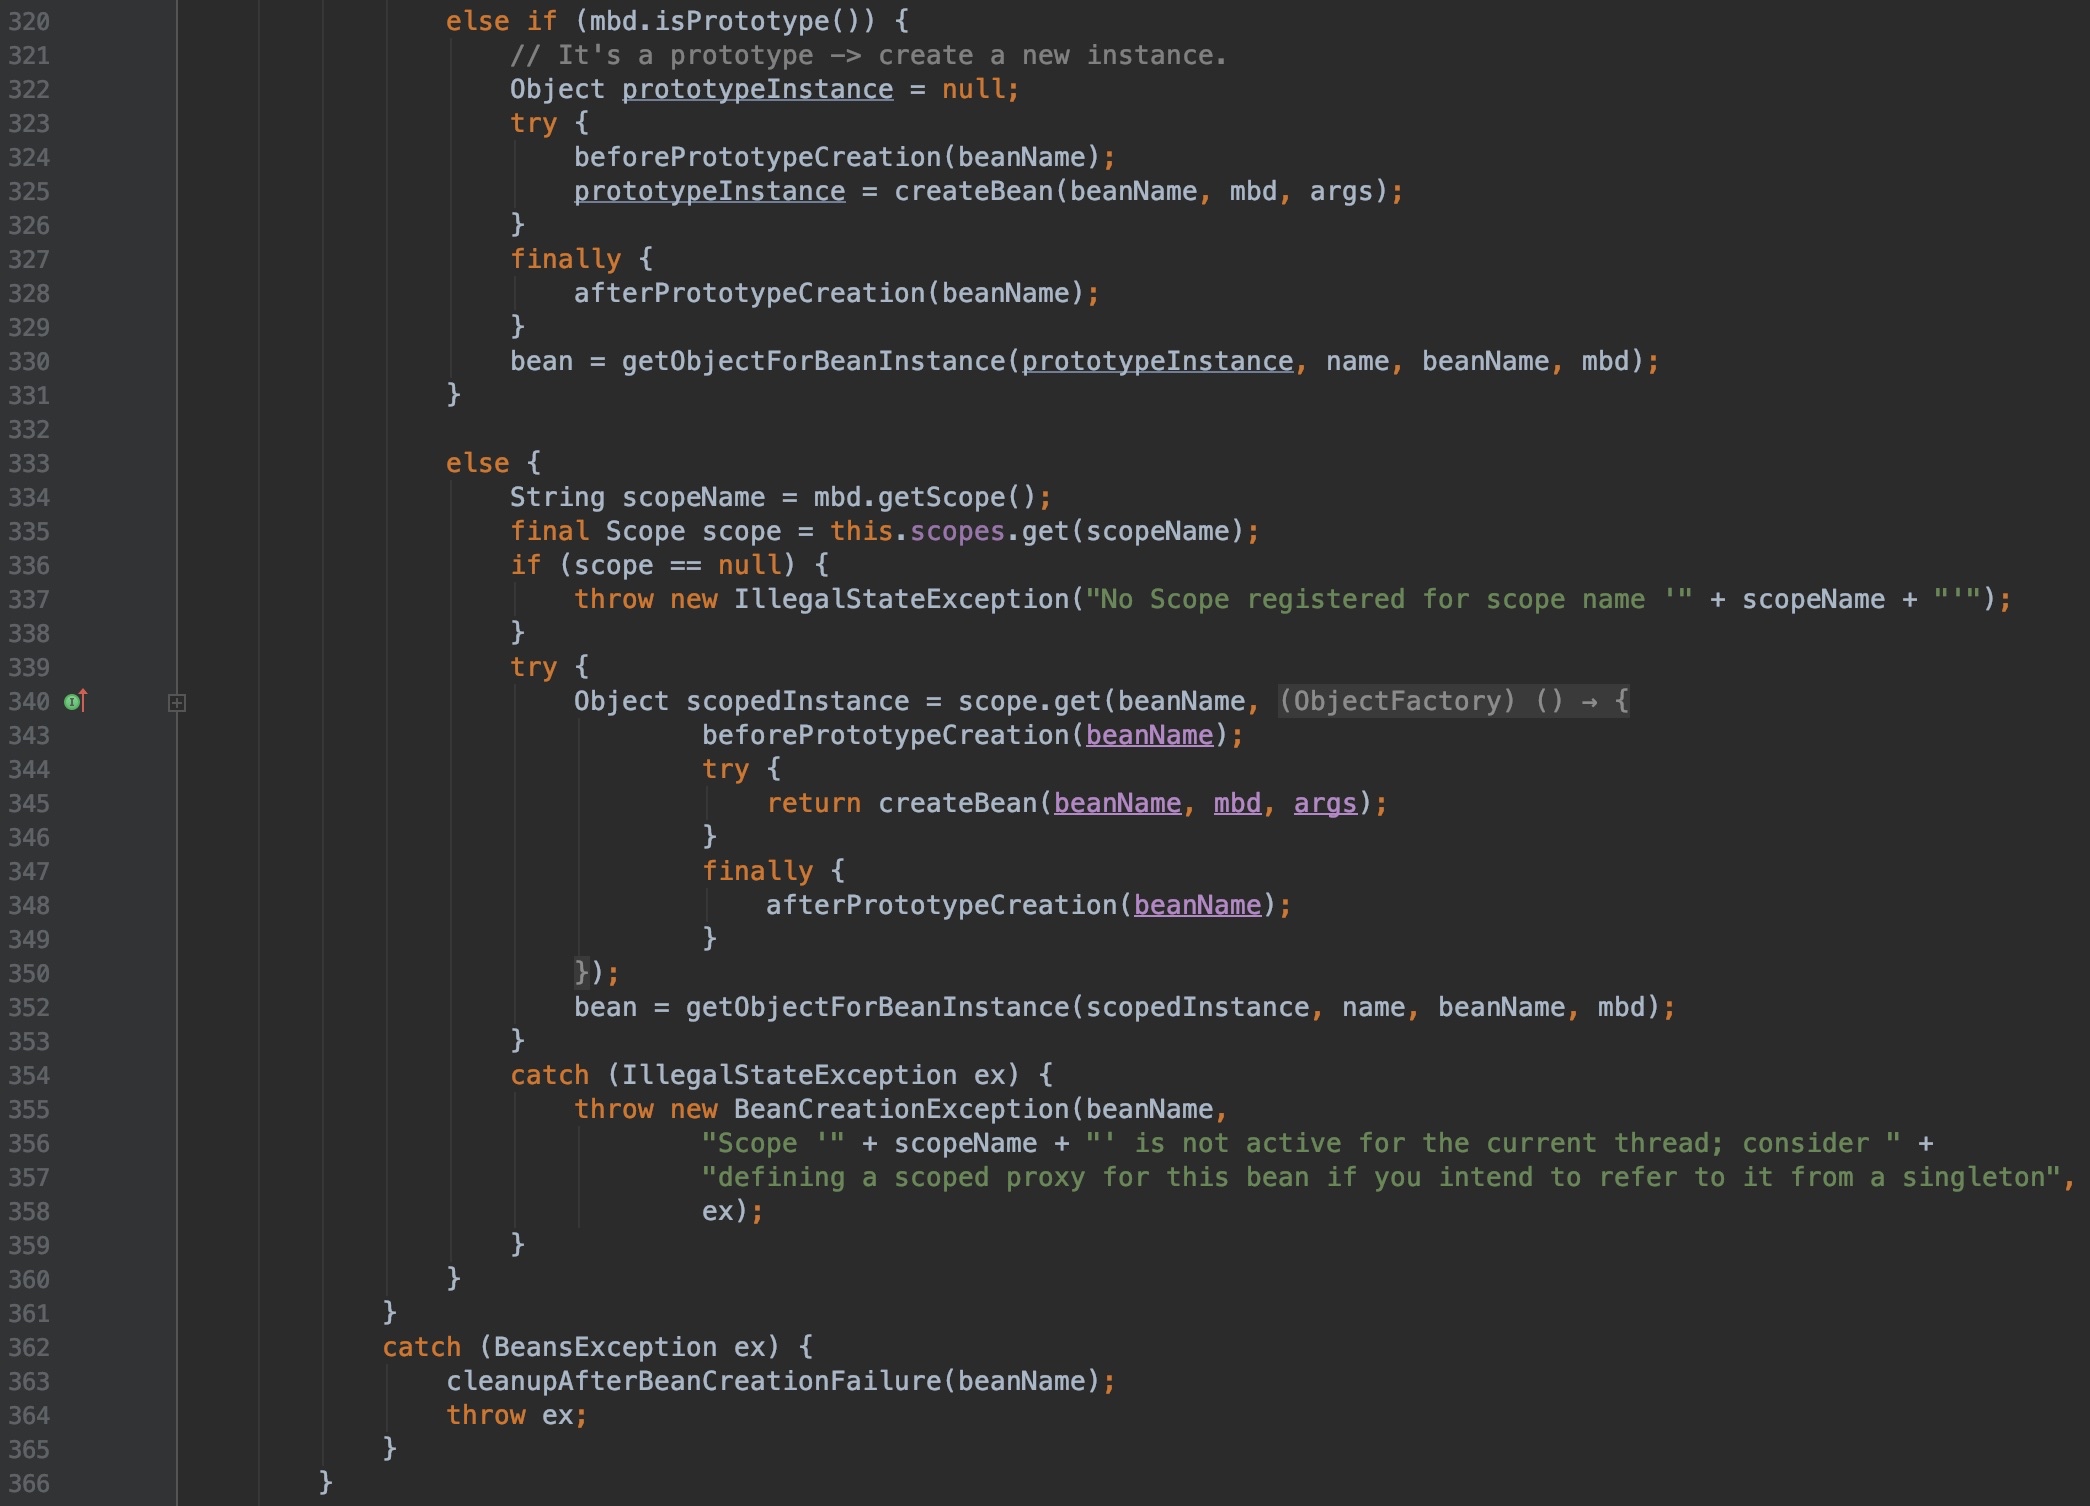 320 else if (mbd.isPrototype()) {
321 // It's a prototype -> create a new instance.
322 Object prototypeInstance = null;
323 try {
324 beforePrototypeCreation(beanName);
325 prototypeInstance = createBean(beanName, mbd, args);
326 }
327 finally {
328 afterPrototypeCreation(beanName);
329 }
330 bean = getObjectForBeanInstance(prototypeInstance, name, beanName, mbd);
331 }
332
333 else {
334 String scopeName = mbd.getScope();
335 final Scope scope = this.scopes.get(scopeName);
336 if (scope == null) {
337 throw new IllegalStateException("No Scope registered for scope name '" + scopeName + "'");
338 }
339 try {
340 Object scopedInstance = scope.get(beanName, (ObjectFactory) () → {
343 beforePrototypeCreation(beanName);
344 try {
345 return createBean(beanName, mbd, args);
346 }
347 finally {
348 afterPrototypeCreation(beanName);
349 }
350 });
352 bean = getObjectForBeanInstance(scopedInstance, name, beanName, mbd);
353 }
354 catch (IllegalStateException ex) {
355 throw new BeanCreationException(beanName,
356 "Scope '" + scopeName + "' is not active for the current thread; consider " +
357 "defining a scoped proxy for this bean if you intend to refer to it from a singleton",
358 ex);
359 }
360 }
361 }
362 catch (BeansException ex) {
363 cleanupAfterBeanCreationFailure(beanName);
364 throw ex;
365 }
366 }